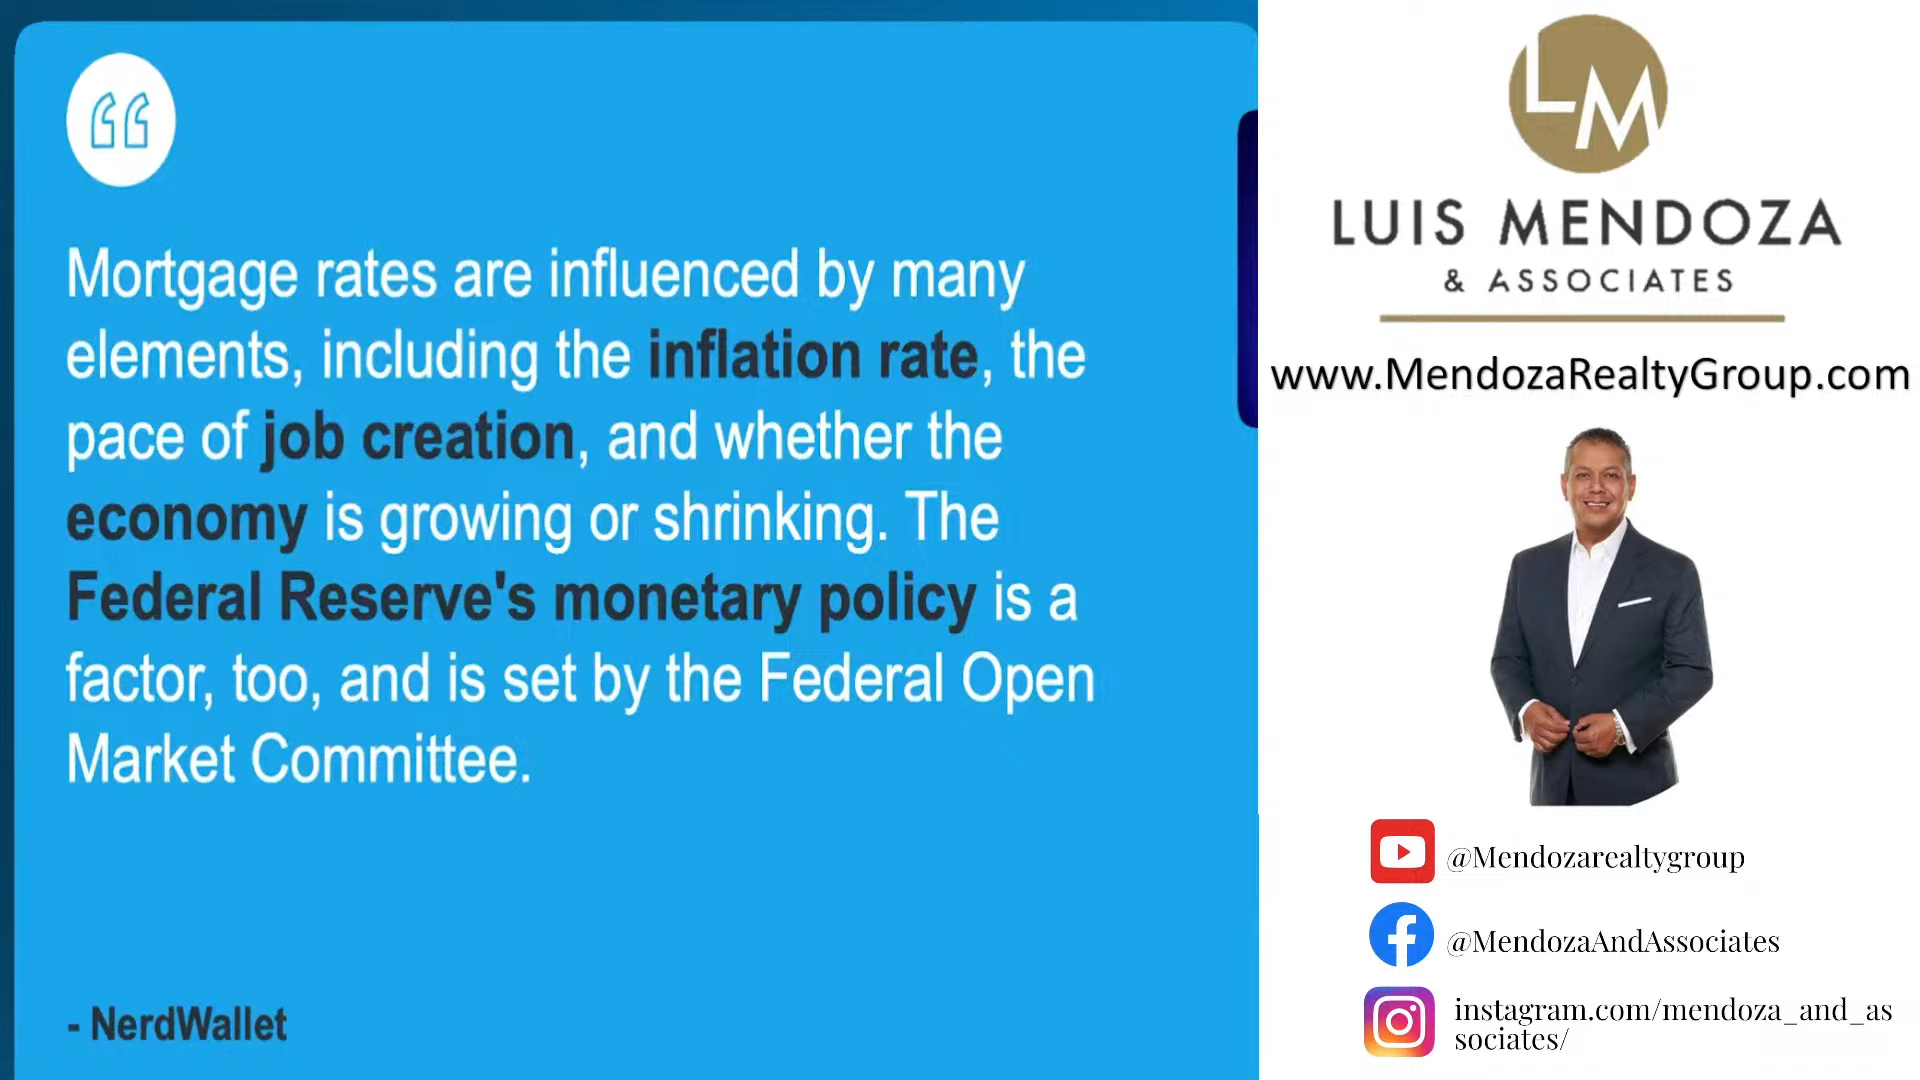 Mortgage rates are influenced by many
elements, including the inflation rate, the
pace of job creation, and whether the
economy is growing or shrinking. The
Federal Reserve's monetary policy is a
factor, too, and is set by the Federal Open
Market Committee.
- NerdWallet
LM
LUIS MENDOZA
& ASSOCIATES
www.MendozaRealtyGroup.com
@Mendozarealtygroup
@MendozaAndAssociates
instagram.com/mendoza_and_as
sociates/